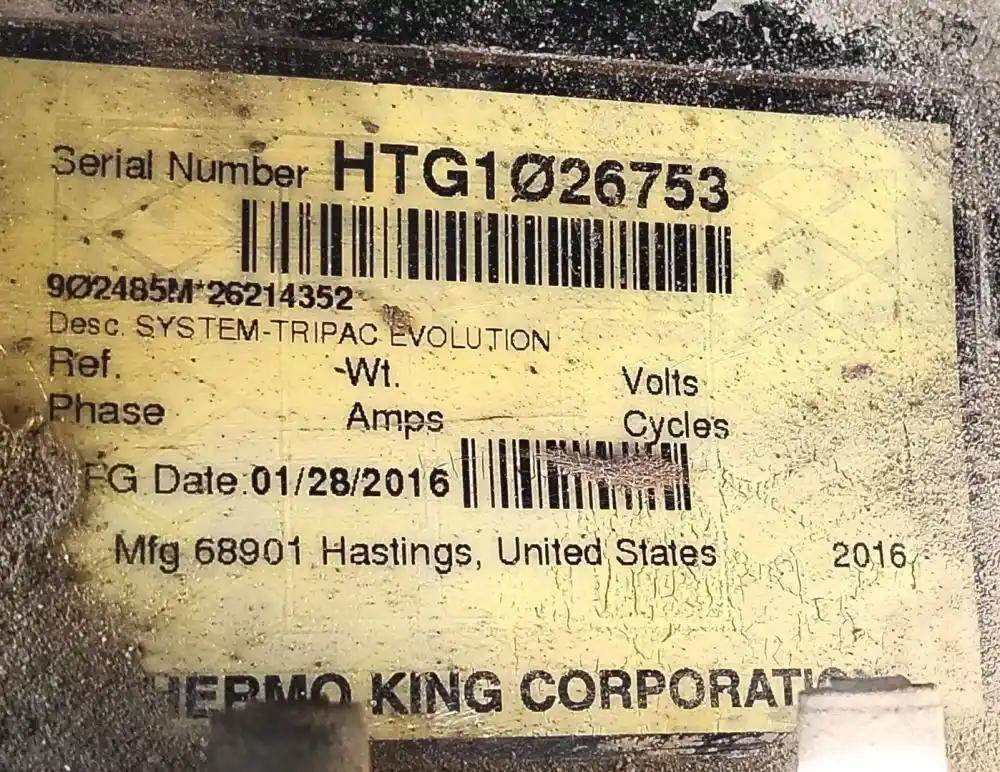 Serial Number HTG1Ø26753
9Ø2485M*26214352
Desc. SYSTEM-TRIPAC EVOLUTION
Ref. Wt. Volts
Phase Amps Cycles
FG Date.01/28/2016
Mfg 68901 Hastings, United States 2016
HERMO KING CORPORATI